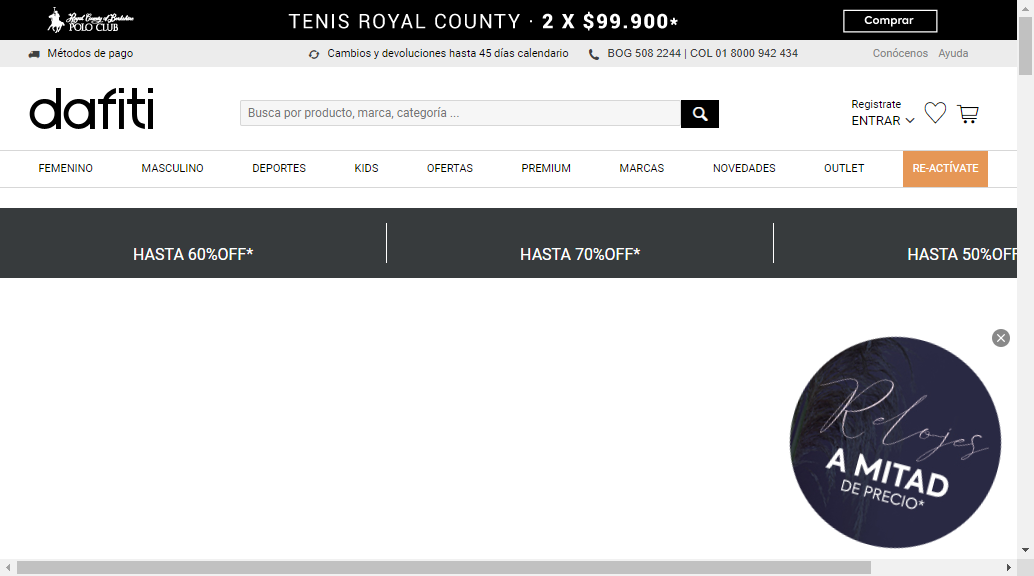 Royal County of Berkshire
POLO CLUB
TENIS ROYAL COUNTY · 2 X $99.900*
Comprar
Métodos de pago
Cambios y devoluciones hasta 45 días calendario
BOG 508 2244 | COL 01 8000 942 434
Conócenos
Ayuda
dafiti
Busca por producto, marca, categoría ...
Registrate
ENTRAR
FEMENINO
MASCULINO
DEPORTES
KIDS
OFERTAS
PREMIUM
MARCAS
NOVEDADES
OUTLET
RE-ACTÍVATE
HASTA 60%OFF*
HASTA 70%OFF*
HASTA 50%OFF
Relojes
A MITAD
DE PRECIO*